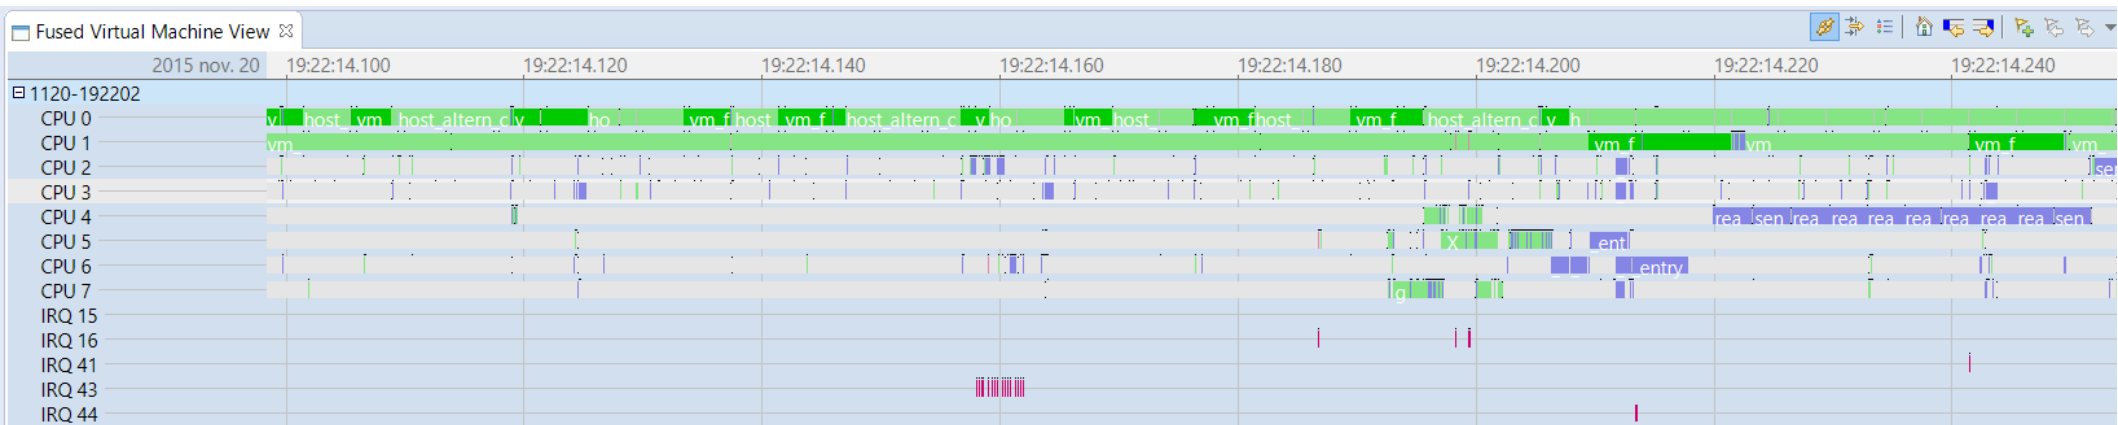 Fused Virtual Machine View
2015 nov. 20 19:22:14.100 19:22:14.120 19:22:14.140 19:22:14.160 19:22:14.180 19:22:14.200 19:22:14.220 19:22:14.240
1120-192202
CPU 0 v host_ vm host_altern_c v ho vm_f host vm_f host_altern_c v ho vm_ host_ vm_f host_ vm_f host_altern_c v h
CPU 1 vm_ vm_f vm vm_f vm_
CPU 2 se
CPU 3
CPU 4 rea sen rea rea rea rea rea rea rea sen
CPU 5 X ent
CPU 6 entry
CPU 7 g
IRQ 15
IRQ 16
IRQ 41
IRQ 43
IRQ 44